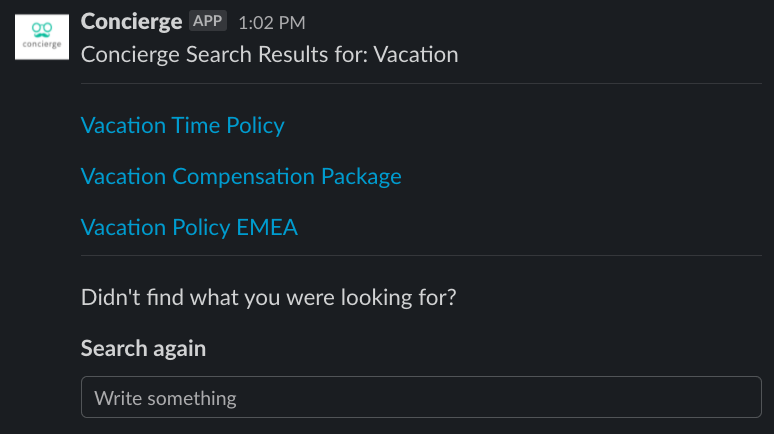 Concierge APP 1:02 PM
concierge
Concierge Search Results for: Vacation
Vacation Time Policy
Vacation Compensation Package
Vacation Policy EMEA
Didn't find what you were looking for?
Search again
Write something